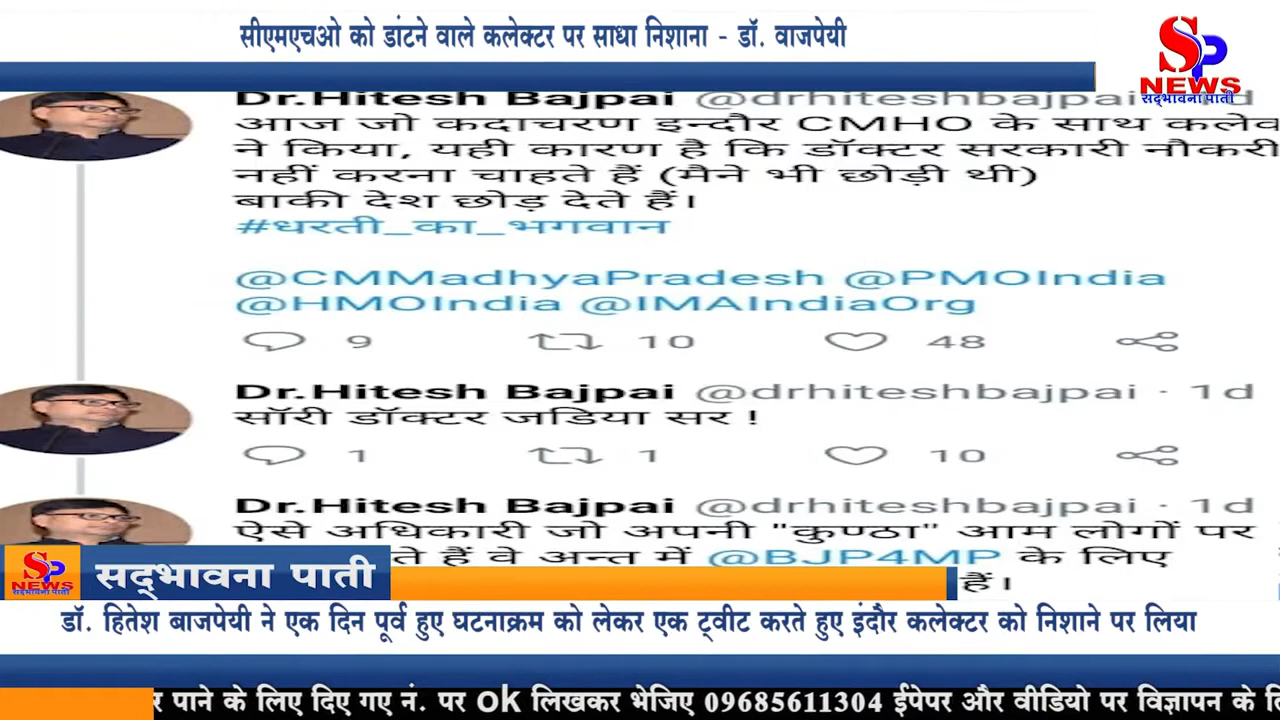 सीएमएचओ को डांटने वाले कलेक्टर पर साधा निशाना - डॉ. वाजपेयी
SP
NEWS
सद्भावना पाती
Dr.Hitesh Bajpai @drhiteshbajpai
आज जो कदाचरण इन्दौर CMHO के साथ
ने किया, यही कारण है कि डॉक्टर सरकारी नौकरी
नहीं करना चाहते हैं (मैने भी छोड़ी थी)
बाकी देश छोड़ देते हैं।
#धरती_का_भगवान
@CMMadhyaPradesh @PMOIndia
@HMOIndia @IMAIndiaOrg
9 10 48
Dr.Hitesh Bajpai @drhiteshbajpai · 1d
सॉरी डॉक्टर जडिया सर !
1 1 10
Dr.Hitesh Bajpai @drhiteshbajpai · 1d
ऐसे अधिकारी जो अपनी "कुण्ठा" आम लोगों पर
हैं वे अन्त में @BJP4MP के लिए
हैं।
SP
NEWS
सद्भावना पाती
सद्भावना पाती
डॉ. हितेश बाजपेयी ने एक दिन पूर्व हुए घटनाक्रम को लेकर एक ट्वीट करते हुए इंदौर कलेक्टर को निशाने पर लिया
पाने के लिए दिए गए नं. पर ok लिखकर भेजिए 09685611304 ईपेपर और वीडियो पर विज्ञापन के